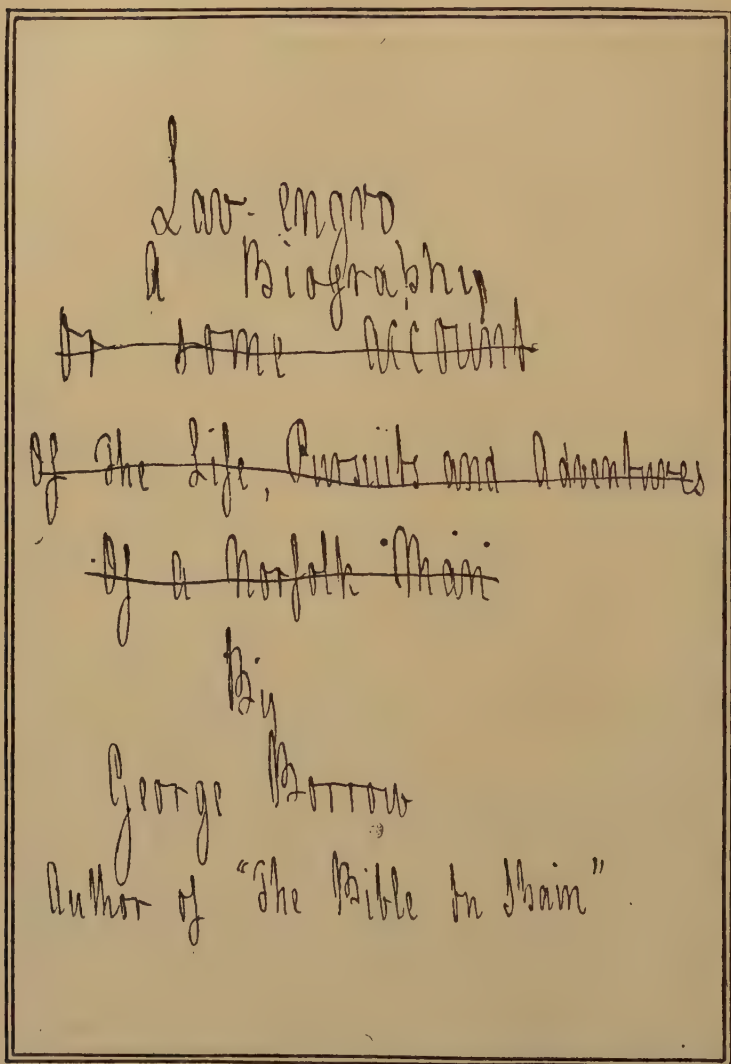 Lav-engro
A Biography
Or some account
Of The Life, Pursuits and Adventures
Of a Norfolk Man
By
George Borrow
Author of "The Bible In Spain".